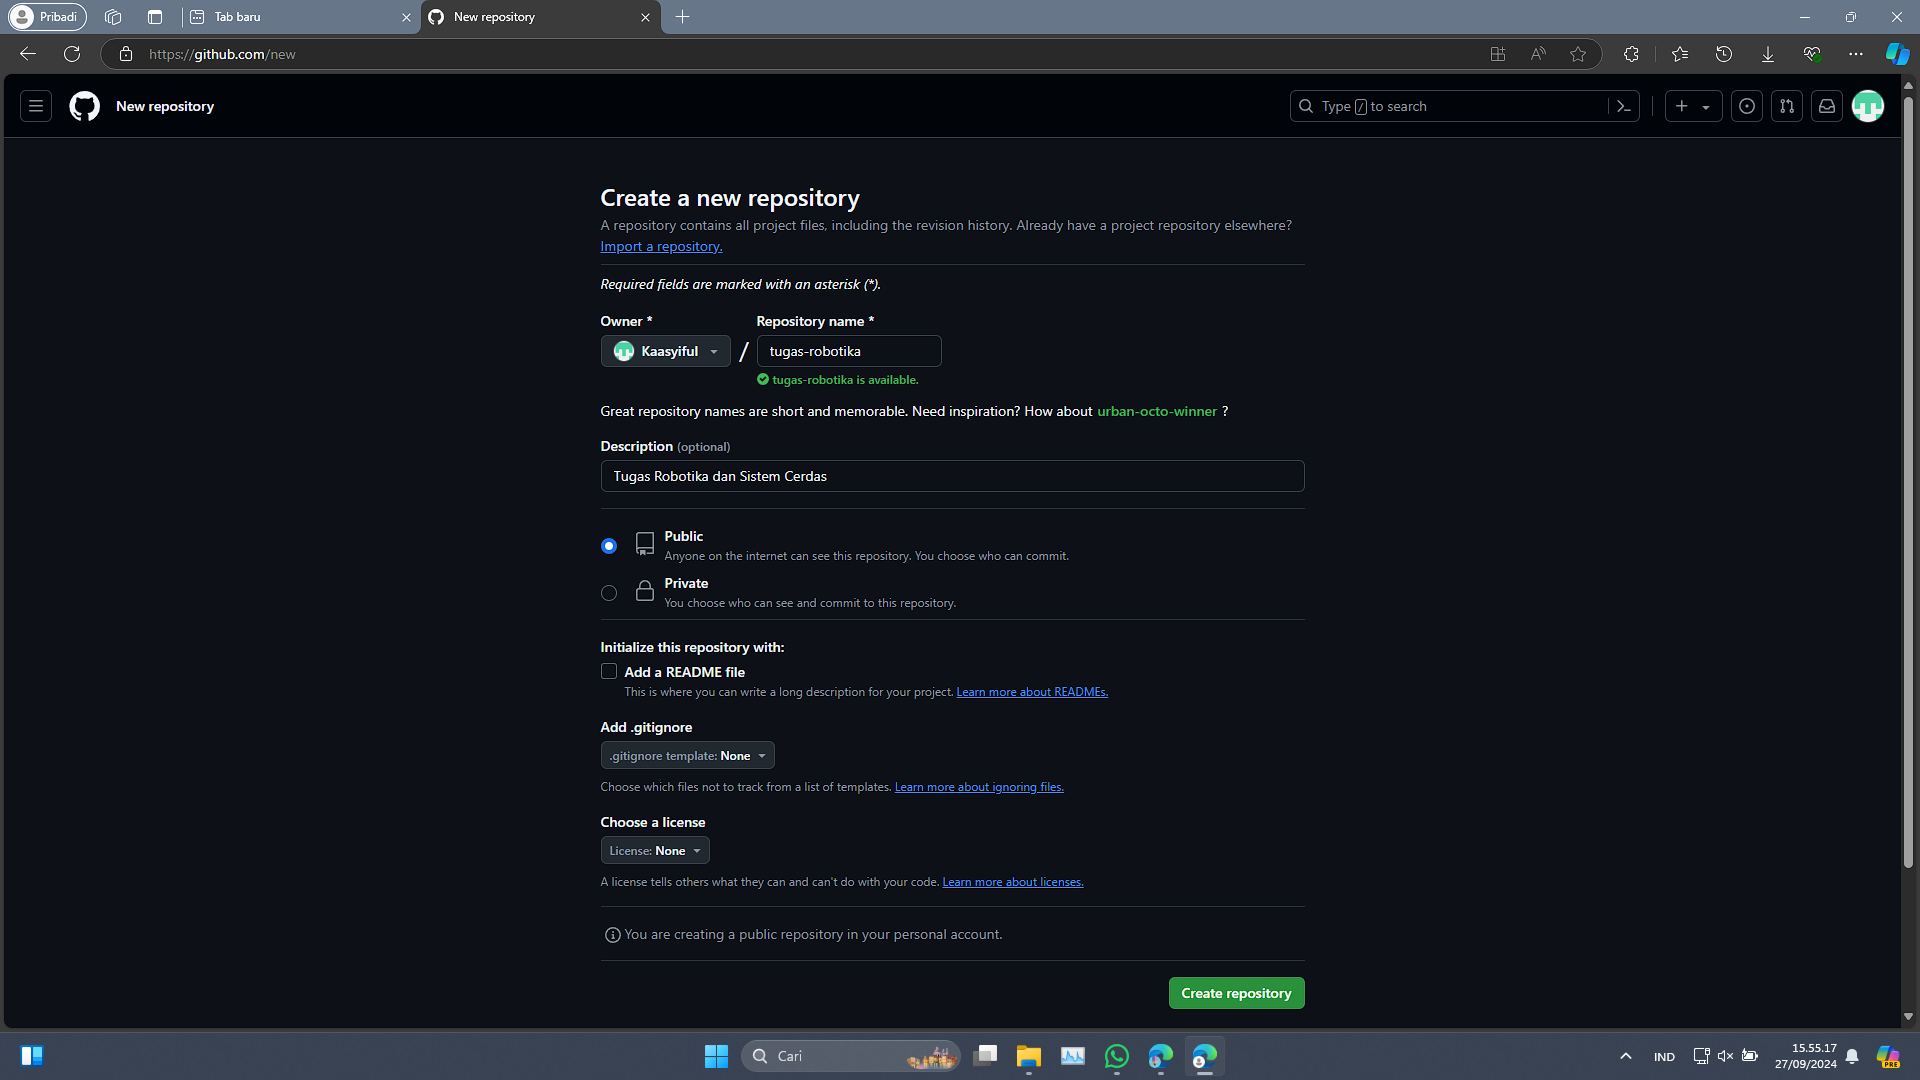 Pribadi
Tab baru
New repository
https://github.com/new
New repository
Type / to search
Create a new repository
A repository contains all project files, including the revision history. Already have a project repository elsewhere?
Import a repository.
Required fields are marked with an asterisk (*).
Owner *
Repository name *
Kaasyiful
/
tugas-robotika
tugas-robotika is available.
Great repository names are short and memorable. Need inspiration? How about urban-octo-winner ?
Description (optional)
Tugas Robotika dan Sistem Cerdas
Public
Anyone on the internet can see this repository. You choose who can commit.
Private
You choose who can see and commit to this repository.
Initialize this repository with:
Add a README file
This is where you can write a long description for your project. Learn more about READMEs.
Add .gitignore
.gitignore template: None
Choose which files not to track from a list of templates. Learn more about ignoring files.
Choose a license
License: None
A license tells others what they can and can't do with your code. Learn more about licenses.
You are creating a public repository in your personal account.
Create repository
Cari
IND
15.55.17
27/09/2024
PRE